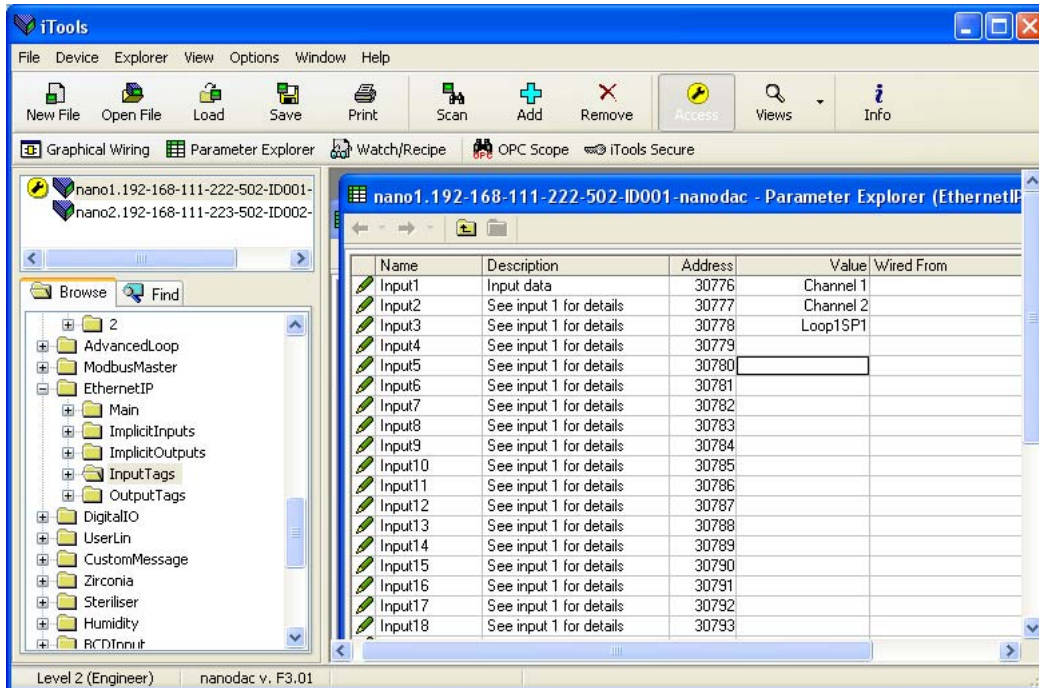 iTools
File Device Explorer View Options Window Help
New File Open File Load Save Print Scan Add Remove Access Views Info
Graphical Wiring Parameter Explorer Watch/Recipe OPC OPC Scope iTools Secure
nano1.192-168-111-222-502-ID001-
nano2.192-168-111-223-502-ID002-
Browse Find
2
AdvancedLoop
ModbusMaster
EthernetIP
Main
ImplicitInputs
ImplicitOutputs
InputTags
OutputTags
DigitalIO
UserLin
CustomMessage
Zirconia
Steriliser
Humidity
BCDInput
nano1.192-168-111-222-502-ID001-nanodac - Parameter Explorer (EthernetIP
Name Description Address Value Wired From
Input1 Input data 30776 Channel 1
Input2 See input 1 for details 30777 Channel 2
Input3 See input 1 for details 30778 Loop1SP1
Input4 See input 1 for details 30779
Input5 See input 1 for details 30780
Input6 See input 1 for details 30781
Input7 See input 1 for details 30782
Input8 See input 1 for details 30783
Input9 See input 1 for details 30784
Input10 See input 1 for details 30785
Input11 See input 1 for details 30786
Input12 See input 1 for details 30787
Input13 See input 1 for details 30788
Input14 See input 1 for details 30789
Input15 See input 1 for details 30790
Input16 See input 1 for details 30791
Input17 See input 1 for details 30792
Input18 See input 1 for details 30793
Level 2 (Engineer) nanodac v. F3.01